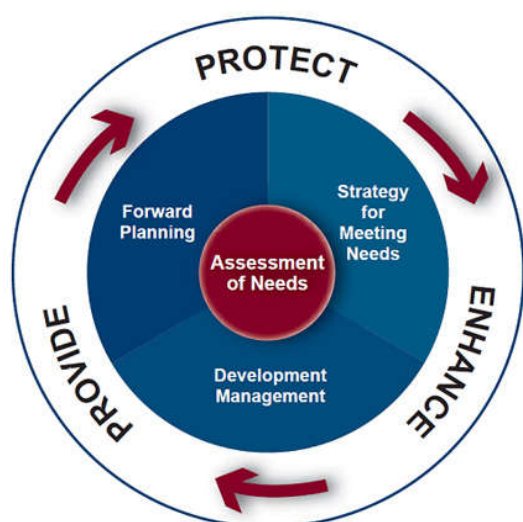 PROTECT
Forward
Planning
Strategy
for
Meeting
Needs
Assessment
of Needs
Development
Management
ENHANCE
PROVIDE